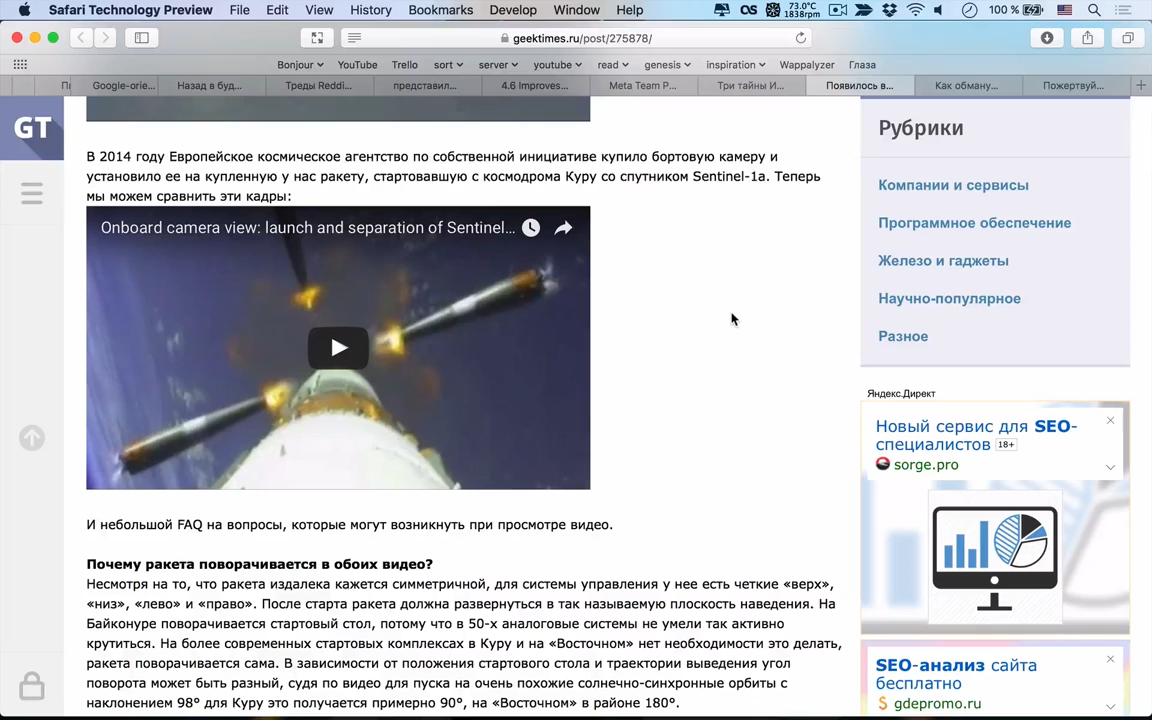 Safari Technology Preview File Edit View History Bookmarks Develop Window Help 73.0°C 1838rpm 100 %
geektimes.ru/post/275878/
Bonjour YouTube Trello sort server youtube read genesis inspiration Wappalyzer Глаза
Google-orie... Назад в буд... Треды Reddi... представил... 4.6 Improves... Meta Team P... Три тайны И... Появилось в... Как обману... Пожертвуй...
GT
В 2014 году Европейское космическое агентство по собственной инициативе купило бортовую камеру и
установило ее на купленную у нас ракету, стартовавшую с космодрома Куру со спутником Sentinel-1a. Теперь
мы можем сравнить эти кадры:
Onboard camera view: launch and separation of Sentinel...
И небольшой FAQ на вопросы, которые могут возникнуть при просмотре видео.
Почему ракета поворачивается в обоих видео?
Несмотря на то, что ракета издалека кажется симметричной, для системы управления у нее есть четкие «верх»,
«низ», «лево» и «право». После старта ракета должна развернуться в так называемую плоскость наведения. На
Байконуре поворачивается стартовый стол, потому что в 50-х аналоговые системы не умели так активно
крутиться. На более современных стартовых комплексах в Куру и на «Восточном» нет необходимости это делать,
ракета поворачивается сама. В зависимости от положения стартового стола и траектории выведения угол
поворота может быть разный, судя по видео для пуска на очень похожие солнечно-синхронные орбиты с
наклонением 98° для Куру это получается примерно 90°, на «Восточном» в районе 180°.
Рубрики
Компании и сервисы
Программное обеспечение
Железо и гаджеты
Научно-популярное
Разное
Яндекс.Директ
Новый сервис для SEO-
специалистов 18+
sorge.pro
SEO-анализ сайта
бесплатно
gdepromo.ru